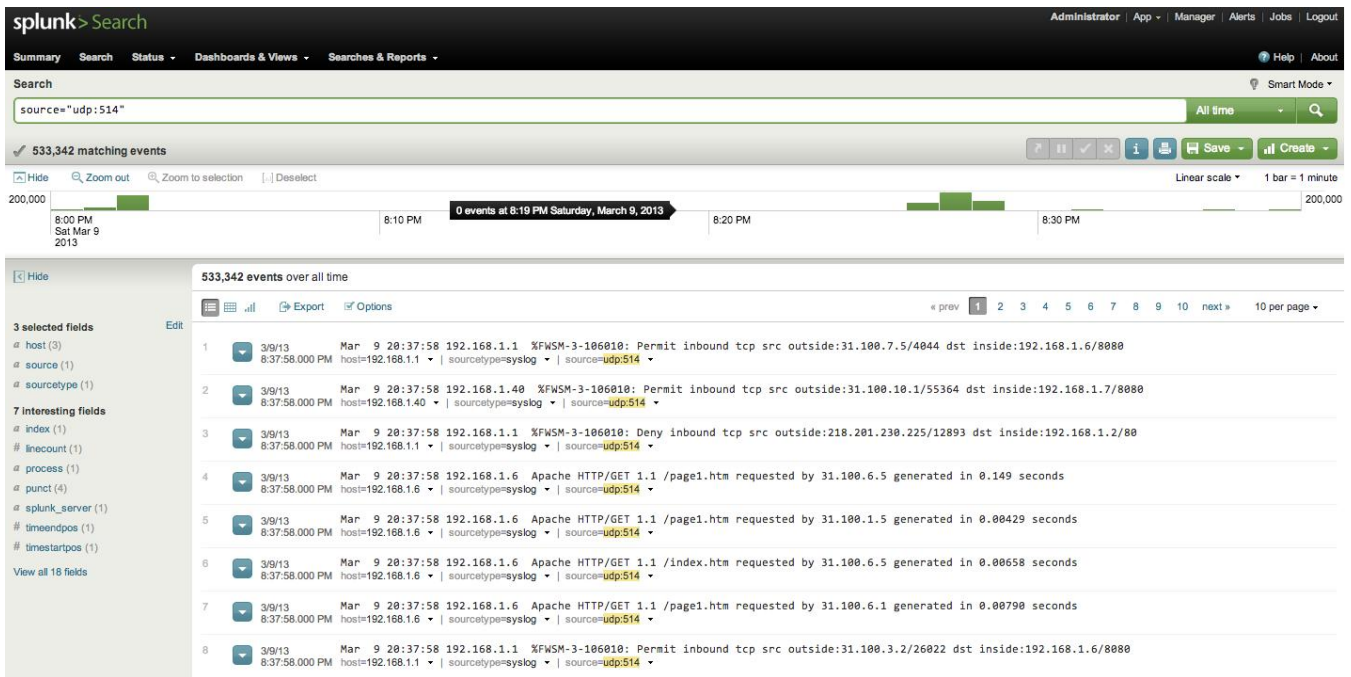 splunk> Search
Administrator | App | Manager | Alerts | Jobs | Logout
Summary Search Status Dashboards & Views Searches & Reports
? Help | About
Search
Smart Mode
source="udp:514"
All time
533,342 matching events
i Save Create
Hide Zoom out Zoom to selection [..] Deselect
Linear scale 1 bar = 1 minute
200,000
200,000
0 events at 8:19 PM Saturday, March 9, 2013
8:00 PM 8:10 PM 8:20 PM 8:30 PM
Sat Mar 9
2013
Hide
533,342 events over all time
Export Options
« prev 1 2 3 4 5 6 7 8 9 10 next » 10 per page
3 selected fields Edit
a host (3)
a source (1)
a sourcetype (1)
7 interesting fields
a index (1)
# linecount (1)
a process (1)
a punct (4)
a splunk_server (1)
# timeendpos (1)
# timestartpos (1)
View all 18 fields
1 3/9/13 Mar 9 20:37:58 192.168.1.1 %FWSM-3-106010: Permit inbound tcp src outside:31.100.7.5/4044 dst inside:192.168.1.6/8080
8:37:58.000 PM host=192.168.1.1 | sourcetype=syslog | source=udp:514
2 3/9/13 Mar 9 20:37:58 192.168.1.40 %FWSM-3-106010: Permit inbound tcp src outside:31.100.10.1/55364 dst inside:192.168.1.7/8080
8:37:58.000 PM host=192.168.1.40 | sourcetype=syslog | source=udp:514
3 3/9/13 Mar 9 20:37:58 192.168.1.1 %FWSM-3-106010: Deny inbound tcp src outside:218.201.230.225/12893 dst inside:192.168.1.2/80
8:37:58.000 PM host=192.168.1.1 | sourcetype=syslog | source=udp:514
4 3/9/13 Mar 9 20:37:58 192.168.1.6 Apache HTTP/GET 1.1 /page1.htm requested by 31.100.6.5 generated in 0.149 seconds
8:37:58.000 PM host=192.168.1.6 | sourcetype=syslog | source=udp:514
5 3/9/13 Mar 9 20:37:58 192.168.1.6 Apache HTTP/GET 1.1 /page1.htm requested by 31.100.1.5 generated in 0.00429 seconds
8:37:58.000 PM host=192.168.1.6 | sourcetype=syslog | source=udp:514
6 3/9/13 Mar 9 20:37:58 192.168.1.6 Apache HTTP/GET 1.1 /index.htm requested by 31.100.6.5 generated in 0.00658 seconds
8:37:58.000 PM host=192.168.1.6 | sourcetype=syslog | source=udp:514
7 3/9/13 Mar 9 20:37:58 192.168.1.6 Apache HTTP/GET 1.1 /page1.htm requested by 31.100.6.1 generated in 0.00790 seconds
8:37:58.000 PM host=192.168.1.6 | sourcetype=syslog | source=udp:514
8 3/9/13 Mar 9 20:37:58 192.168.1.1 %FWSM-3-106010: Permit inbound tcp src outside:31.100.3.2/26022 dst inside:192.168.1.6/8080
8:37:58.000 PM host=192.168.1.1 | sourcetype=syslog | source=udp:514